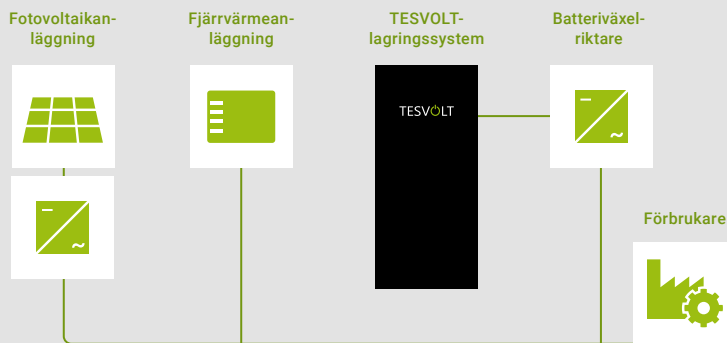 Fotovoltaikan-
läggning
Fjärrvärmean-
läggning
TESVOLT-
lagringssystem
Batteriväxel-
riktare
TESVOLT
Förbrukare